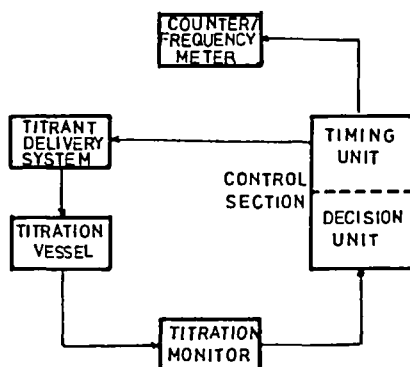 COUNTER/
FREQUENCY
METER
TITRANT
DELIVERY
SYSTEM
TIMING
UNIT
CONTROL
SECTION
DECISION
UNIT
TITRATION
VESSEL
TITRATION
MONITOR